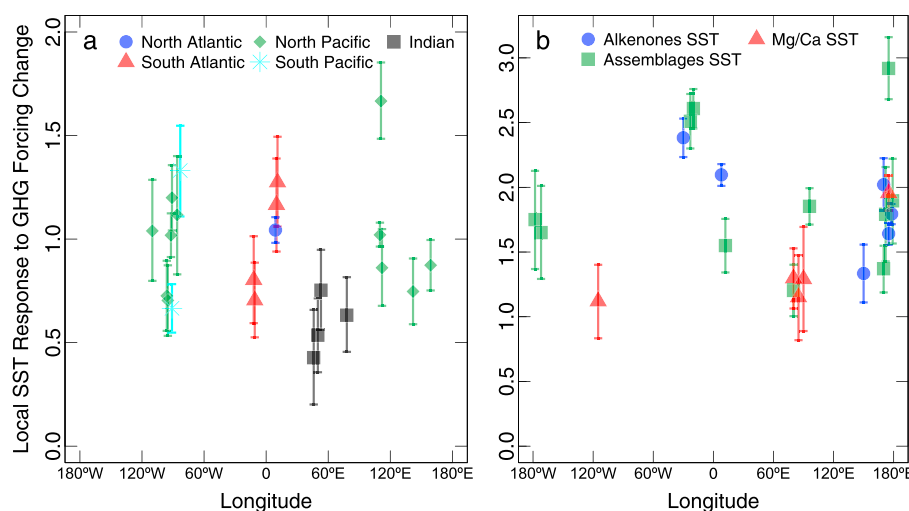 a
North Atlantic
North Pacific
Indian
South Atlantic
South Pacific
Local SST Response to GHG Forcing Change
2.0
1.5
1.0
0.5
0.0
180ºW
120ºW
60ºW
0
60ºE
120ºE
180ºE
Longitude
b
Alkenones SST
Mg/Ca SST
Assemblages SST
3.0
2.5
2.0
1.5
1.0
0.5
0.0
180ºW
120ºW
60ºW
0
60ºE
120ºE
180ºE
Longitude